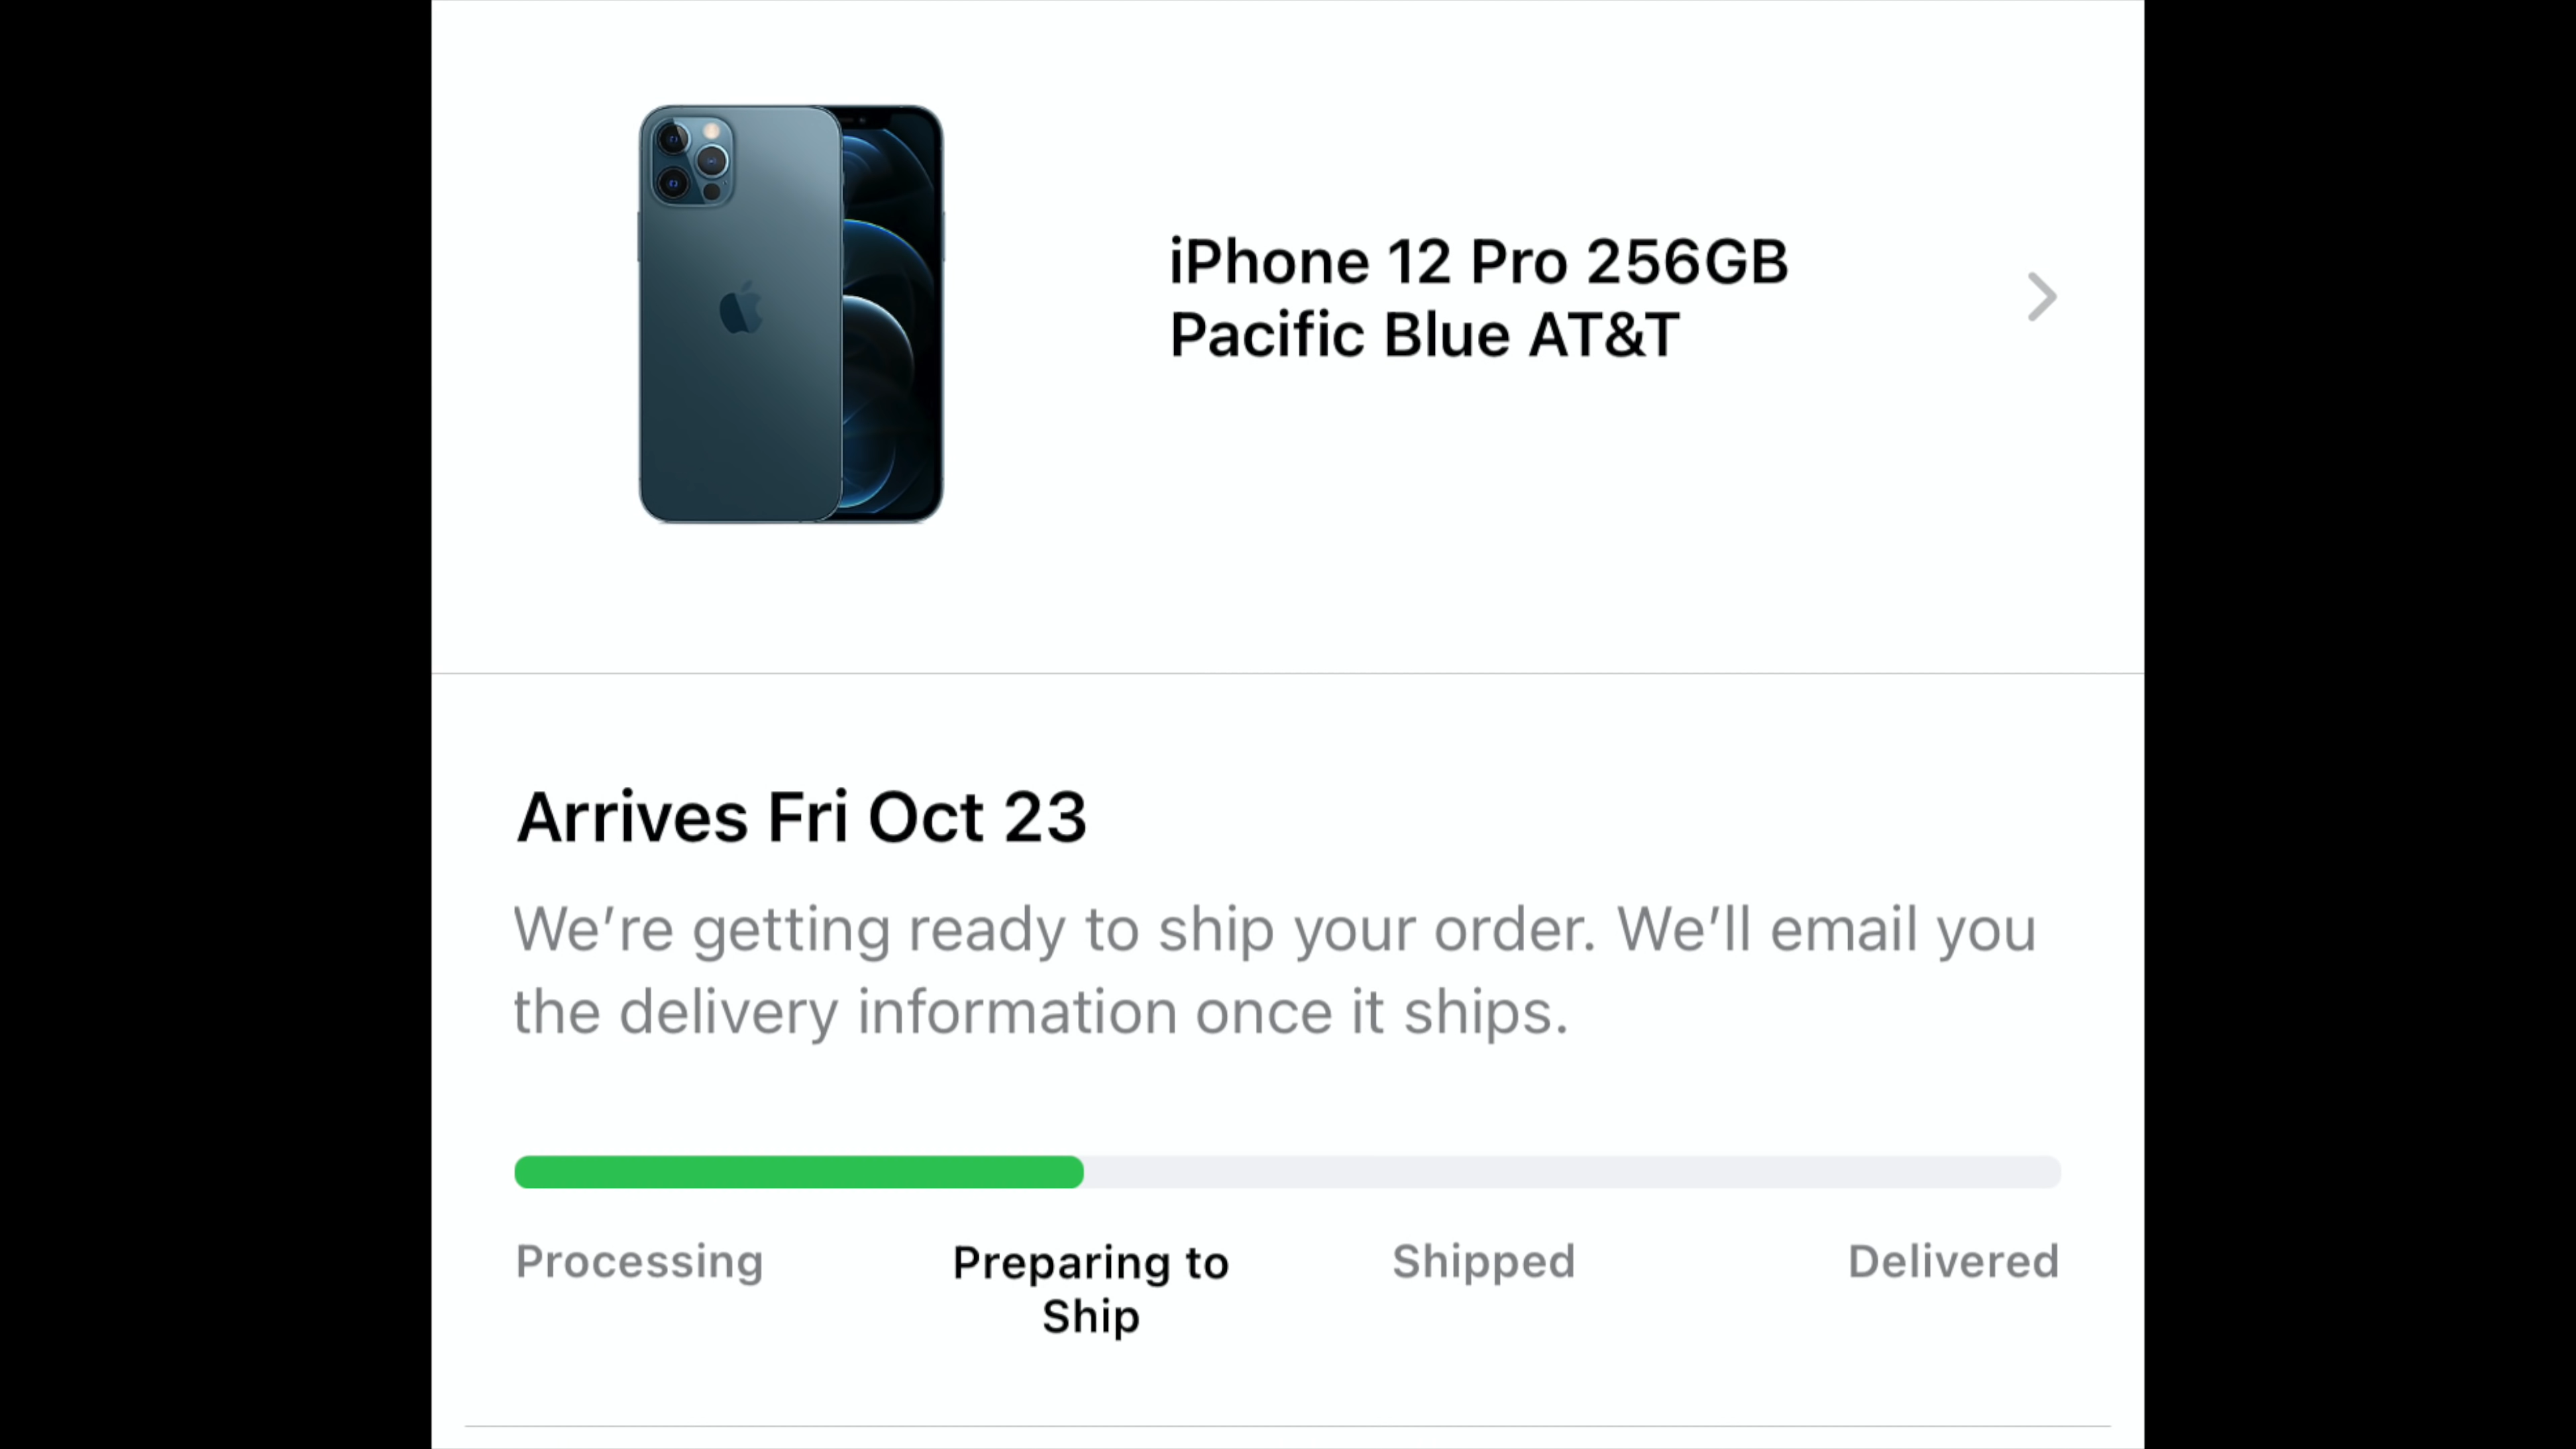 iPhone 12 Pro 256GB
Pacific Blue AT&T
Arrives Fri Oct 23
We’re getting ready to ship your order. We’ll email you
the delivery information once it ships.
Processing
Preparing to
Ship
Shipped
Delivered